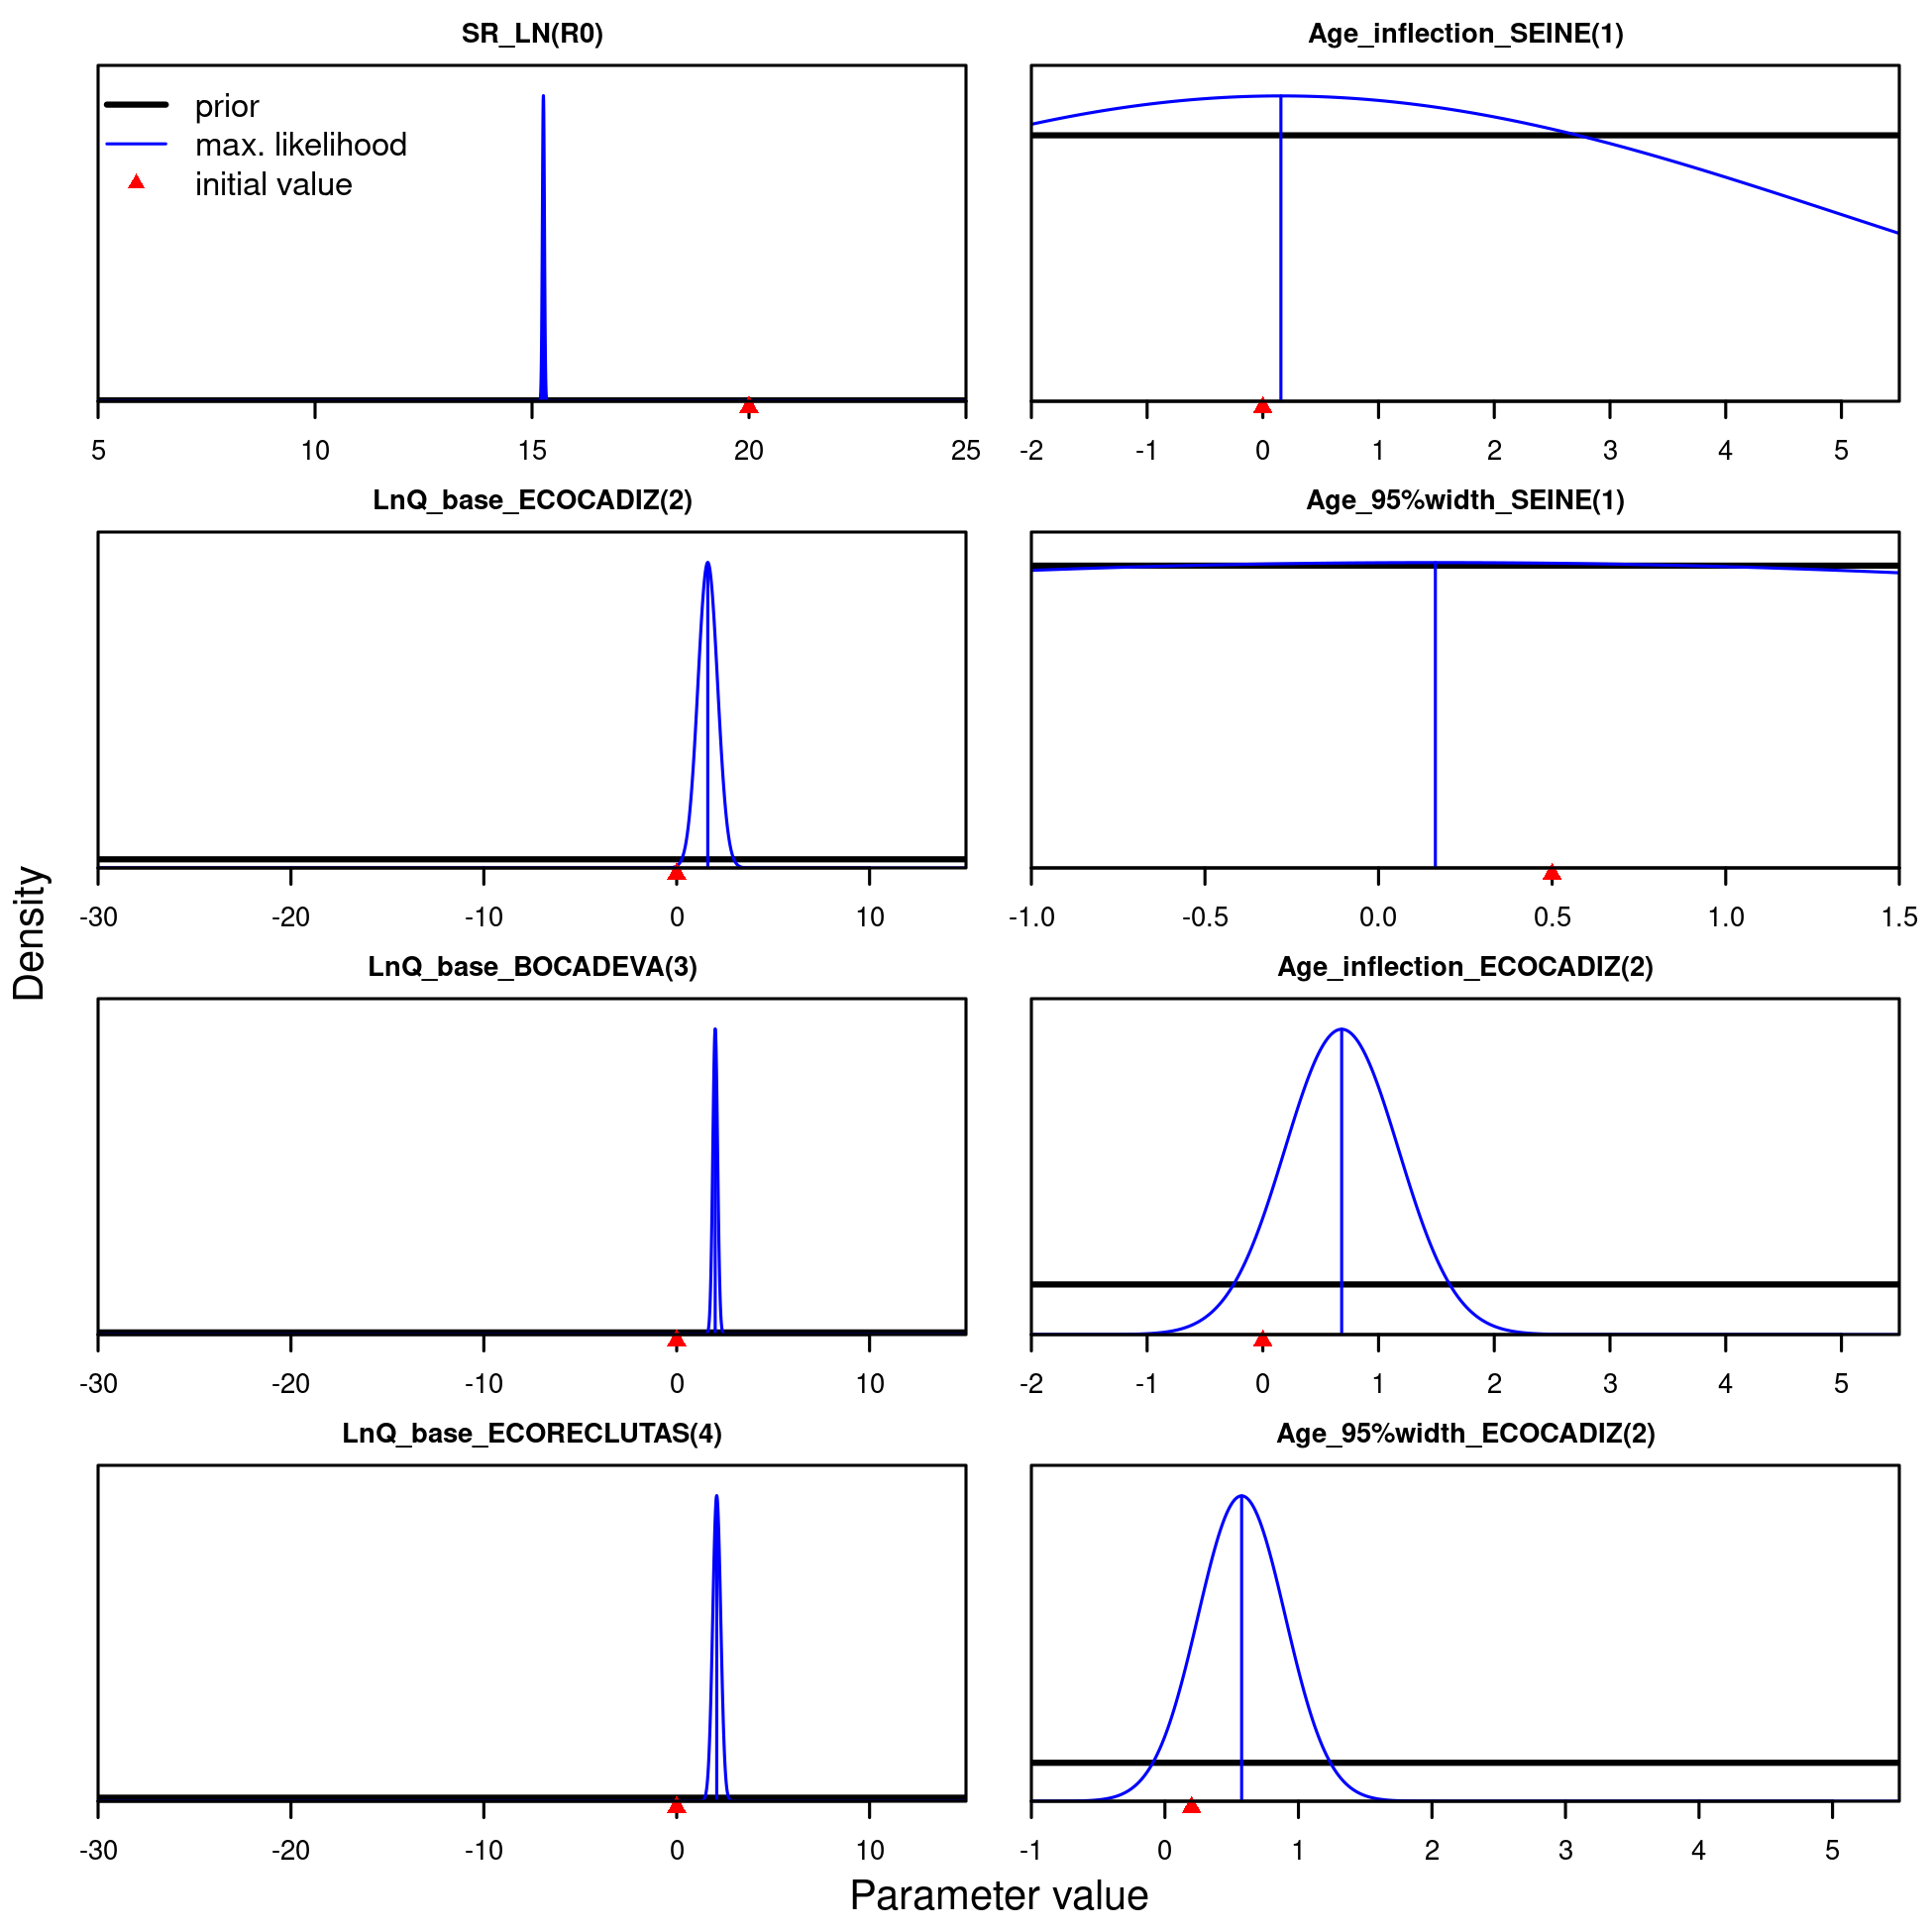 SR_LN(R0)
prior
max. likelihood
initial value
5 10 15 20 25
Age_inflection_SEINE(1)
-2 -1 0 1 2 3 4 5
LnQ_base_ECOCADIZ(2)
-30 -20 -10 0 10
Age_95%width_SEINE(1)
-1.0 -0.5 0.0 0.5 1.0 1.5
LnQ_base_BOCADEVA(3)
-30 -20 -10 0 10
Age_inflection_ECOCADIZ(2)
-2 -1 0 1 2 3 4 5
LnQ_base_ECORECLUTAS(4)
-30 -20 -10 0 10
Age_95%width_ECOCADIZ(2)
-1 0 1 2 3 4 5
Density
Parameter value